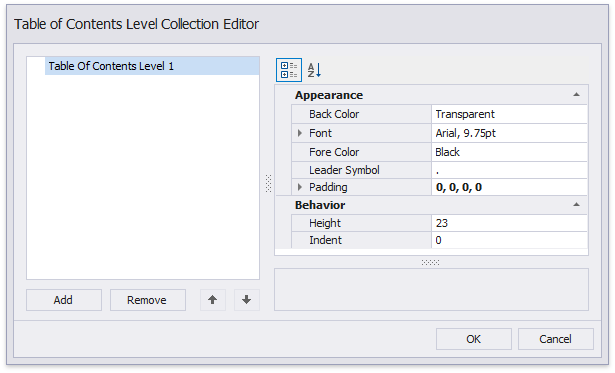 Table of Contents Level Collection Editor
Table Of Contents Level 1
A
Z
Appearance
Back Color Transparent
Font Arial, 9.75pt
Fore Color Black
Leader Symbol .
Padding 0, 0, 0, 0
Behavior
Height 23
Indent 0
Add Remove
OK Cancel